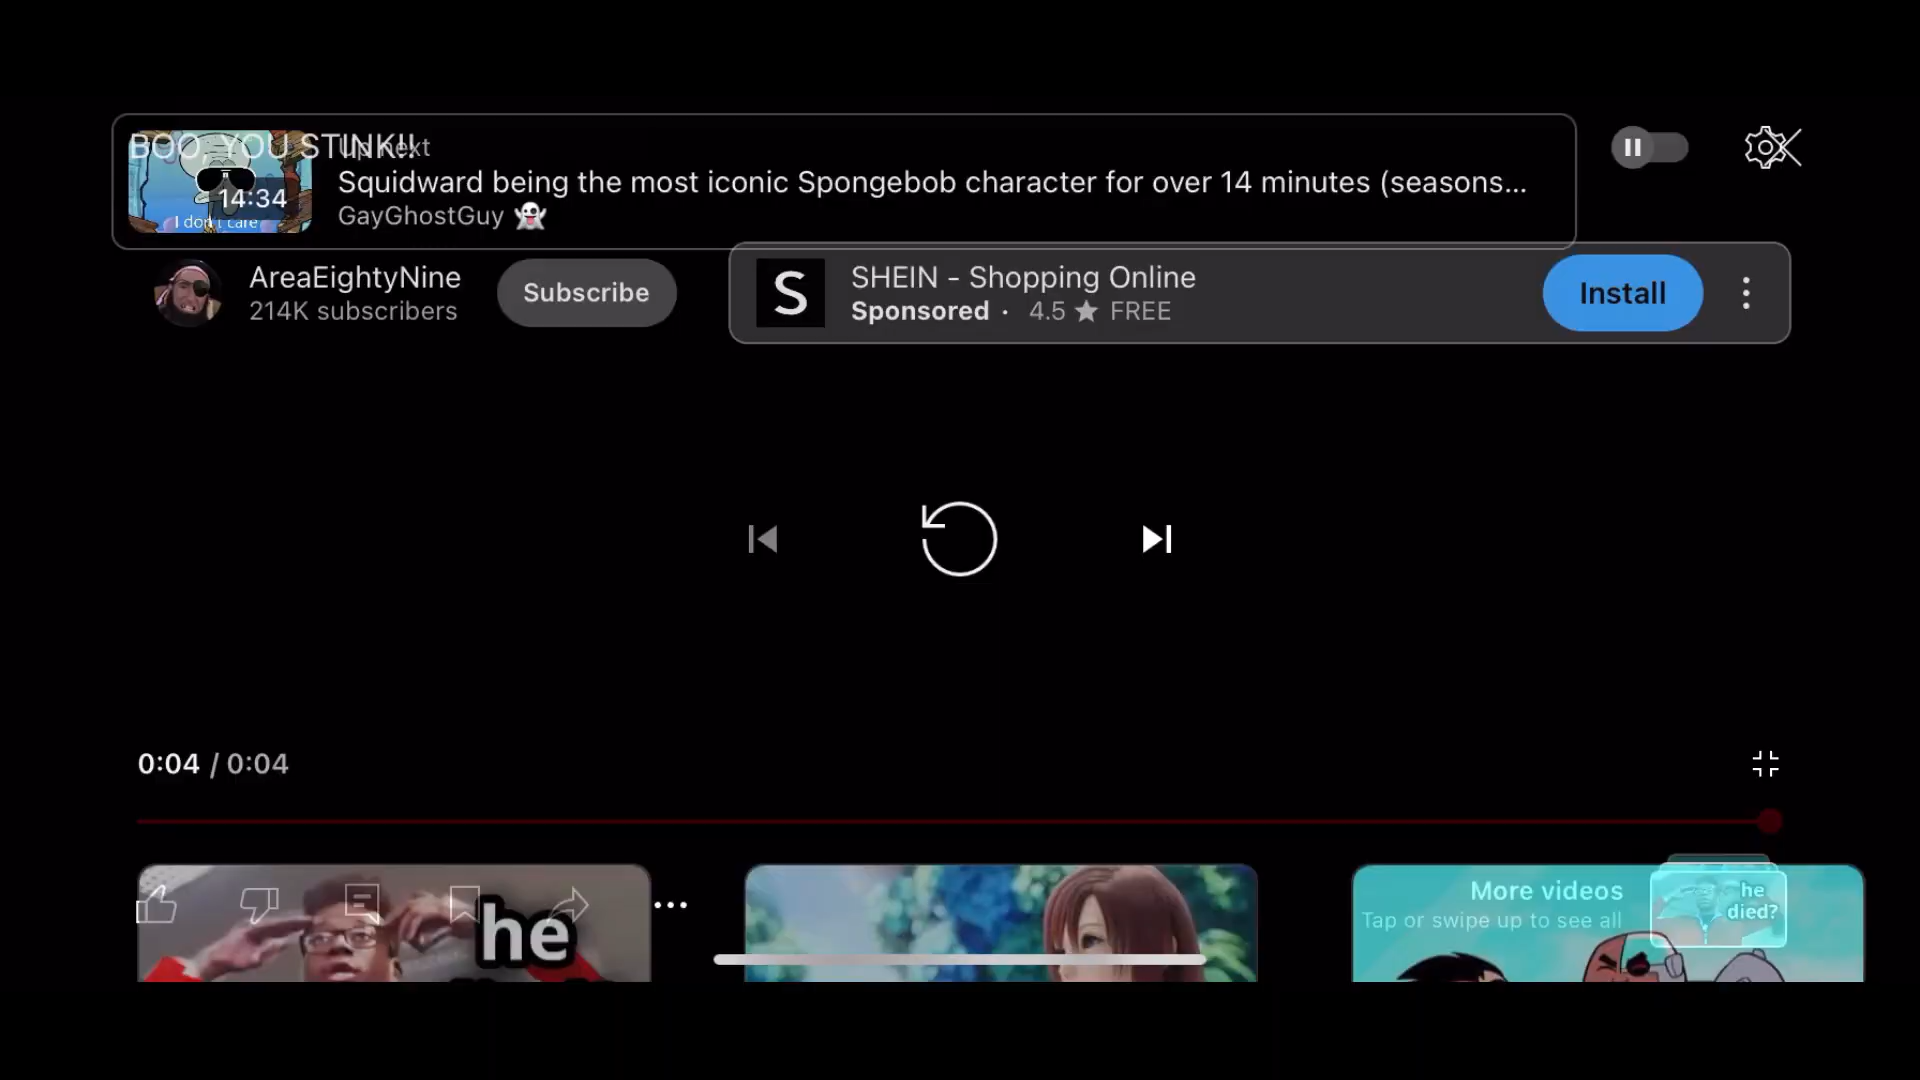 BOO, YOU STINK!!
Up next
Squidward being the most iconic Spongebob character for over 14 minutes (seasons...
GayGhostGuy 👻
14:34
I don't care
AreaEightyNine
214K subscribers
Subscribe
S
SHEIN - Shopping Online
Sponsored · 4.5 ★ FREE
Install
0:04 / 0:04
he
More videos
Tap or swipe up to see all
he
died?